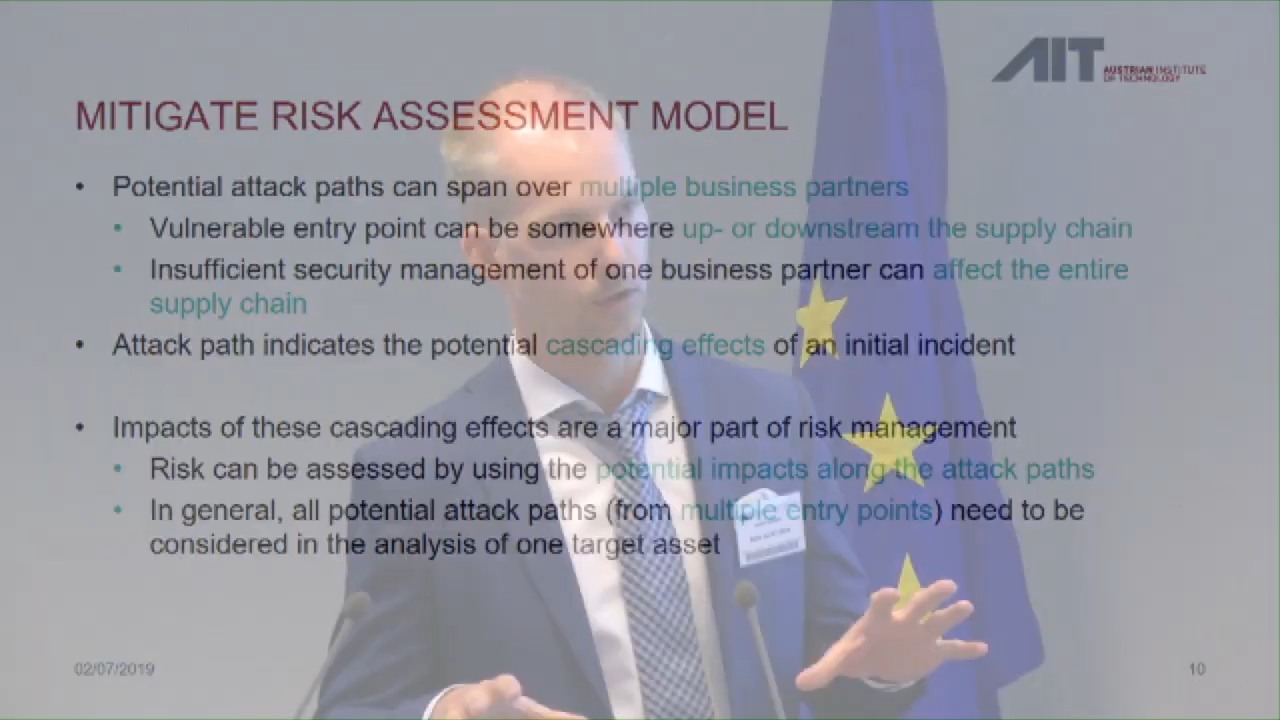 AIT
AUSTRIAN INSTITUTE
OF TECHNOLOGY
MITIGATE RISK ASSESSMENT MODEL
• Potential attack paths can span over multiple business partners
• Vulnerable entry point can be somewhere up- or downstream the supply chain
• Insufficient security management of one business partner can affect the entire
supply chain
• Attack path indicates the potential cascading effects of an initial incident
• Impacts of these cascading effects are a major part of risk management
• Risk can be assessed by using the potential impacts along the attack paths
• In general, all potential attack paths (from multiple entry points) need to be
considered in the analysis of one target asset
02/07/2019
10